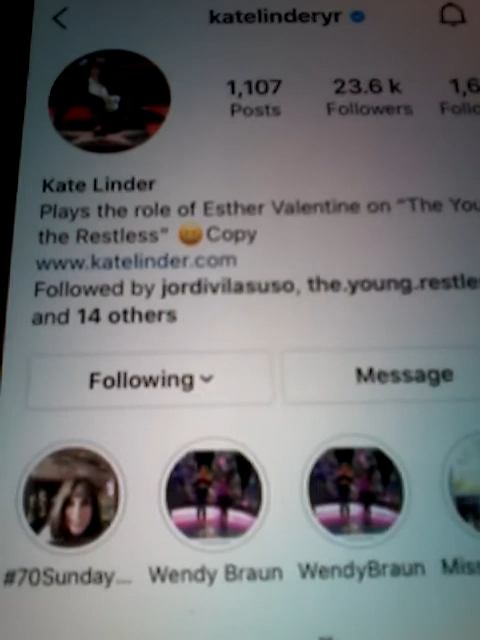 katelinderyr
1,107 23.6 k 1,6
Posts Followers Follo
Kate Linder
Plays the role of Esther Valentine on "The You
the Restless" 😀Copy
www.katelinder.com
Followed by jordivilasuso, the.young.restle
and 14 others
Following Message
#70Sunday... Wendy Braun WendyBraun Miss